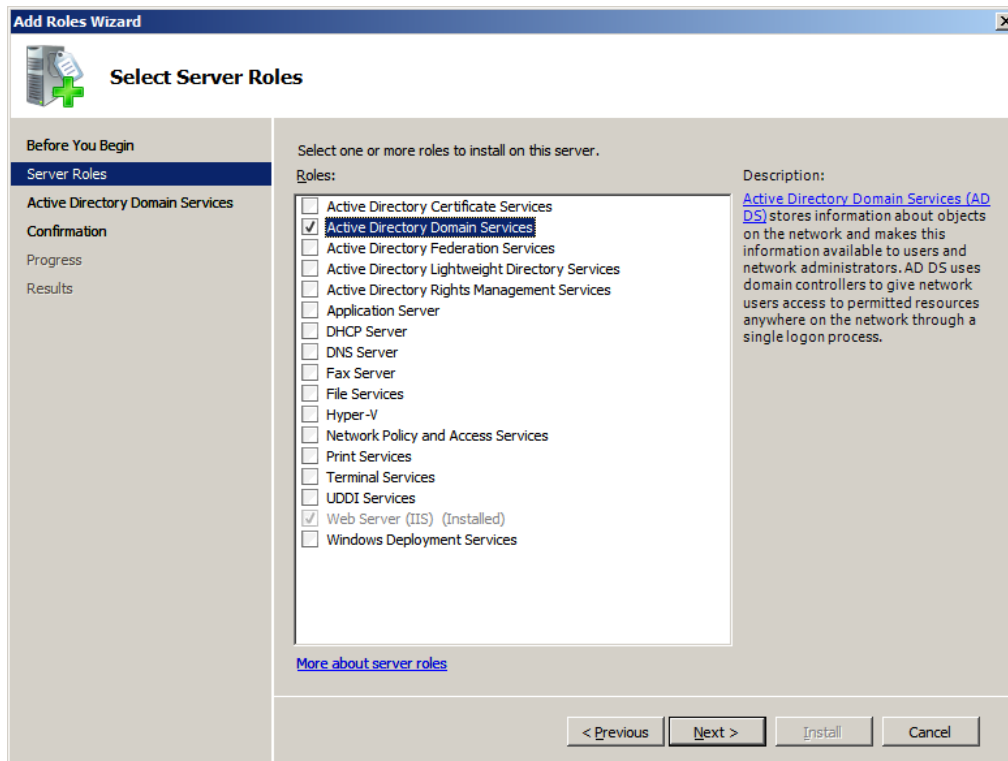 Add Roles Wizard
Select Server Roles
Before You Begin
Server Roles
Active Directory Domain Services
Confirmation
Progress
Results
Select one or more roles to install on this server.
Roles:
Active Directory Certificate Services
Active Directory Domain Services
Active Directory Federation Services
Active Directory Lightweight Directory Services
Active Directory Rights Management Services
Application Server
DHCP Server
DNS Server
Fax Server
File Services
Hyper-V
Network Policy and Access Services
Print Services
Terminal Services
UDDI Services
Web Server (IIS) (Installed)
Windows Deployment Services
More about server roles
Description:
Active Directory Domain Services (AD
DS) stores information about objects
on the network and makes this
information available to users and
network administrators. AD DS uses
domain controllers to give network
users access to permitted resources
anywhere on the network through a
single logon process.
< Previous
Next >
Install
Cancel